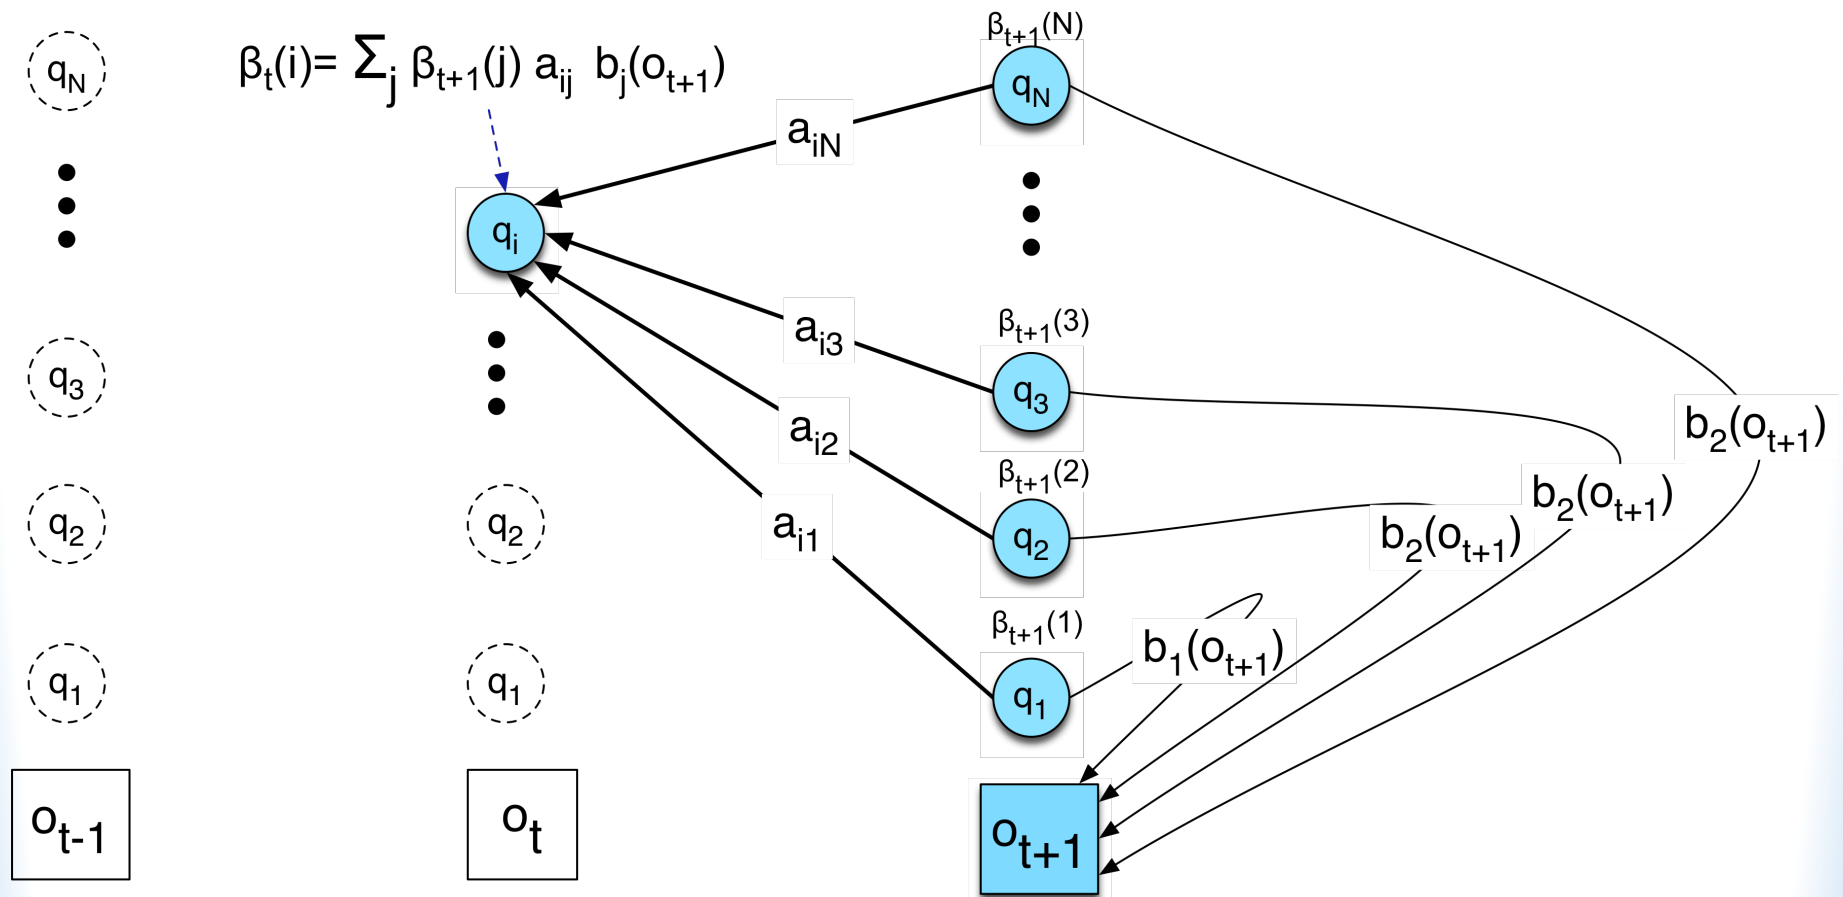 βt+1(N)
qN
βt(i)= Σj βt+1(j) aij bj(ot+1)
qN
aiN
qi
βt+1(3)
ai3
q3
q3
b2(ot+1)
ai2
βt+1(2)
b2(ot+1)
q2
q2
ai1
q2
b2(ot+1)
βt+1(1)
b1(ot+1)
q1
q1
q1
ot-1
ot
ot+1